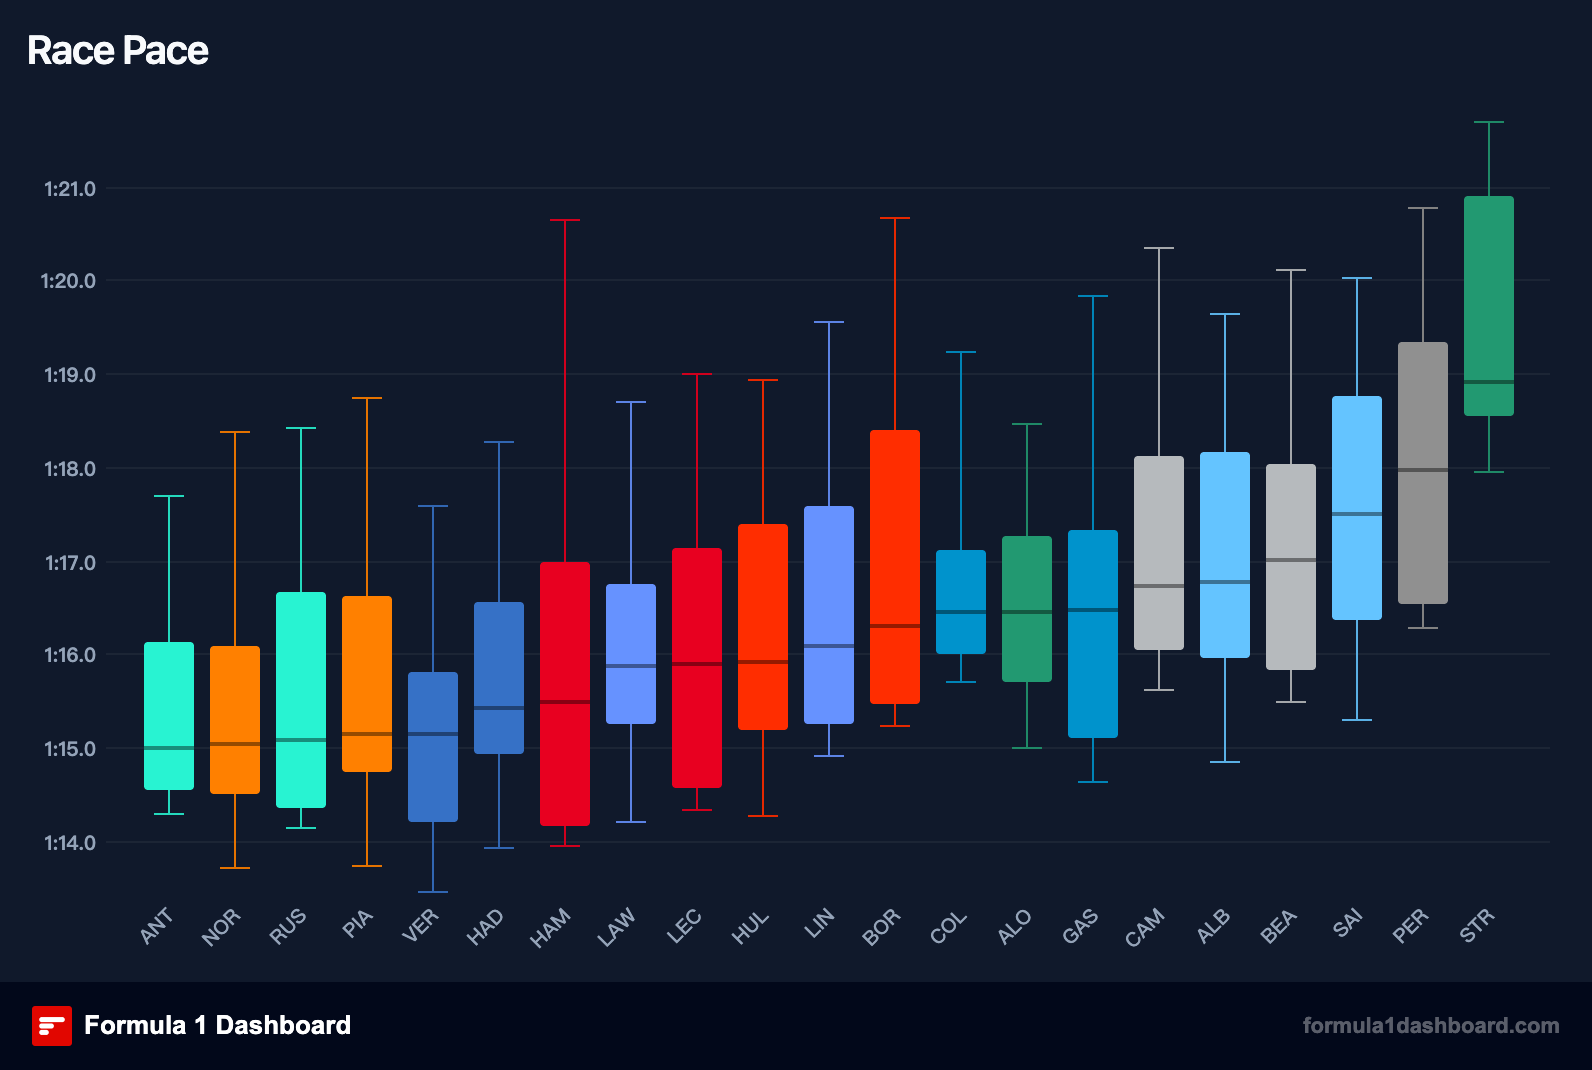 Race Pace
1:21.0
1:20.0
1:19.0
1:18.0
1:17.0
1:16.0
1:15.0
1:14.0
ANT NOR RUS PIA VER HAD HAM LAW LEC HUL LIN BOR COL ALO GAS CAM ALB BEA SAI PER STR
Formula 1 Dashboard formula1dashboard.com